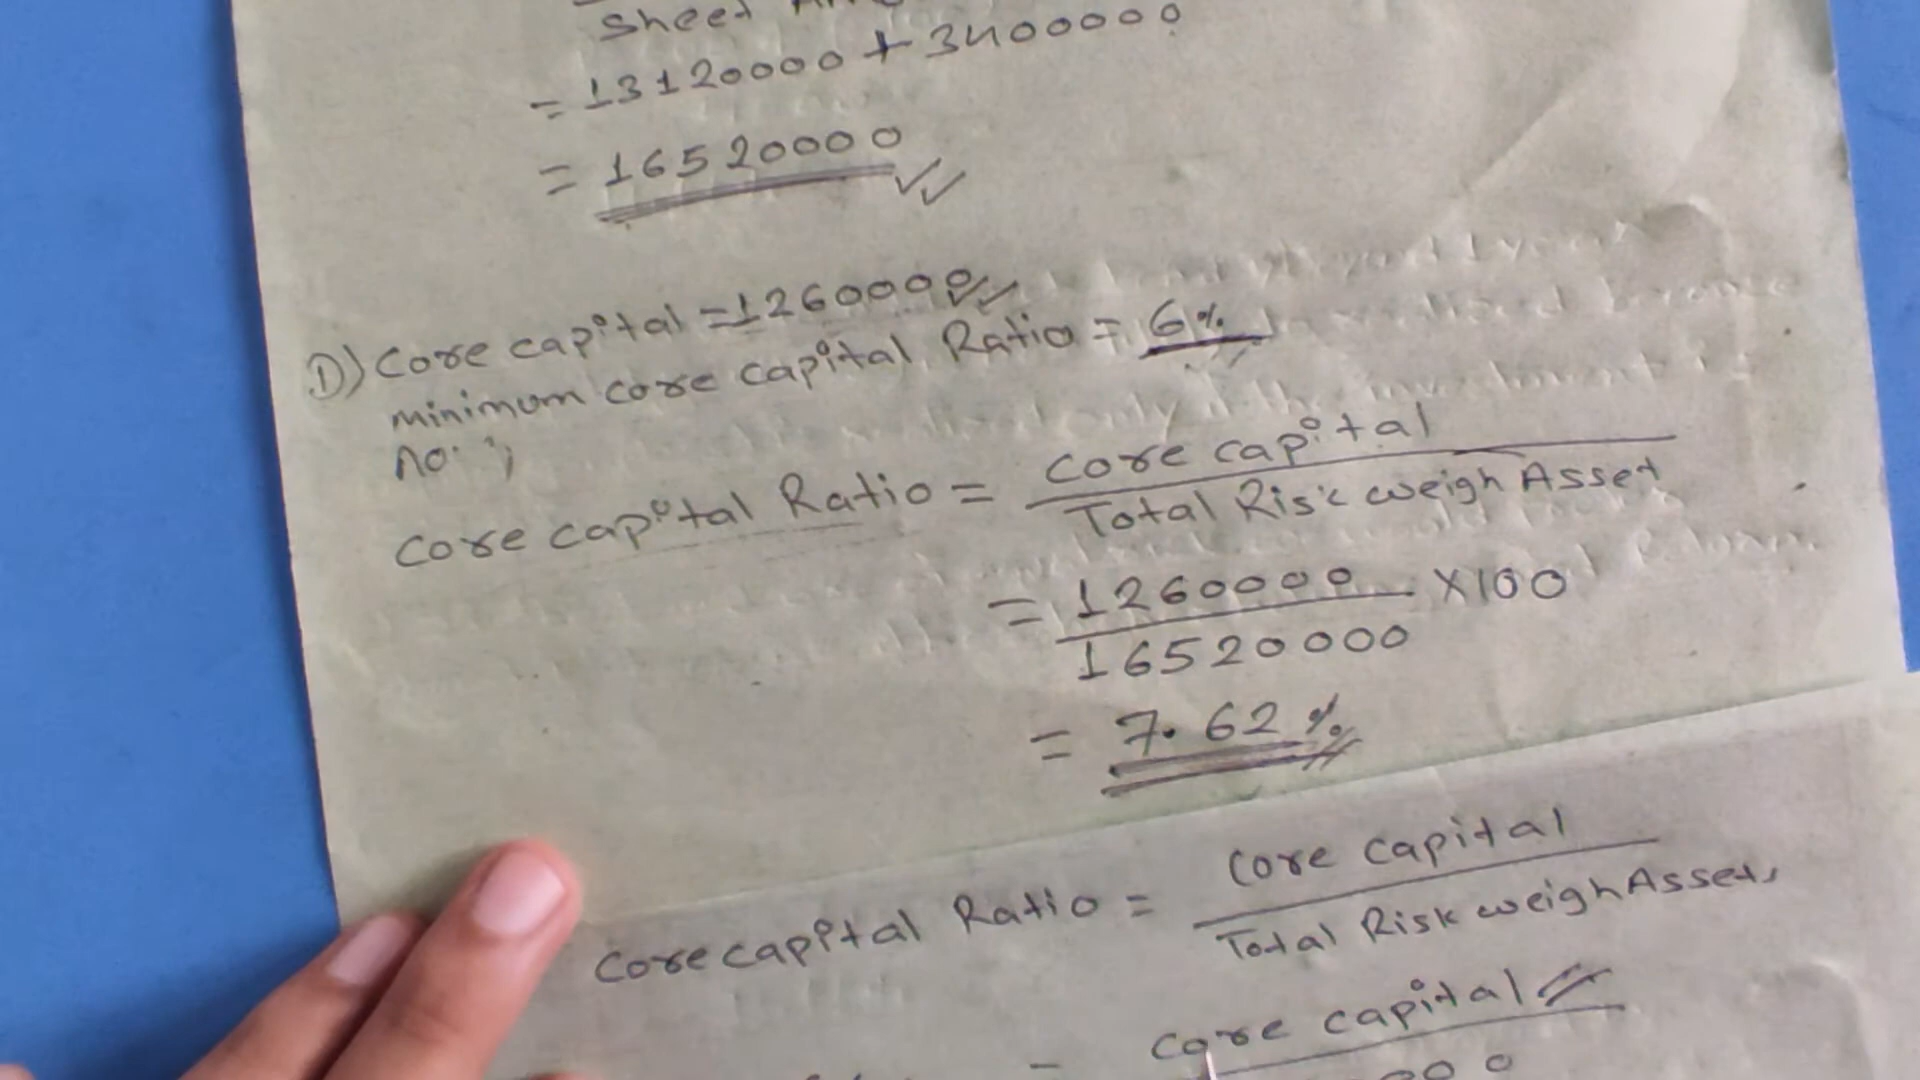 Sheet
= 13120000 + 3400000
= 16520000
D) Core capital = 1260000
minimum core capital Ratio = 6%
no.;
Core capital Ratio = Core capital
Total Risk weigh Asset
= 1260000 X100
16520000
= 7.62%
Core capital Ratio = Core capital
Total Risk weigh Asset,
= Core capital